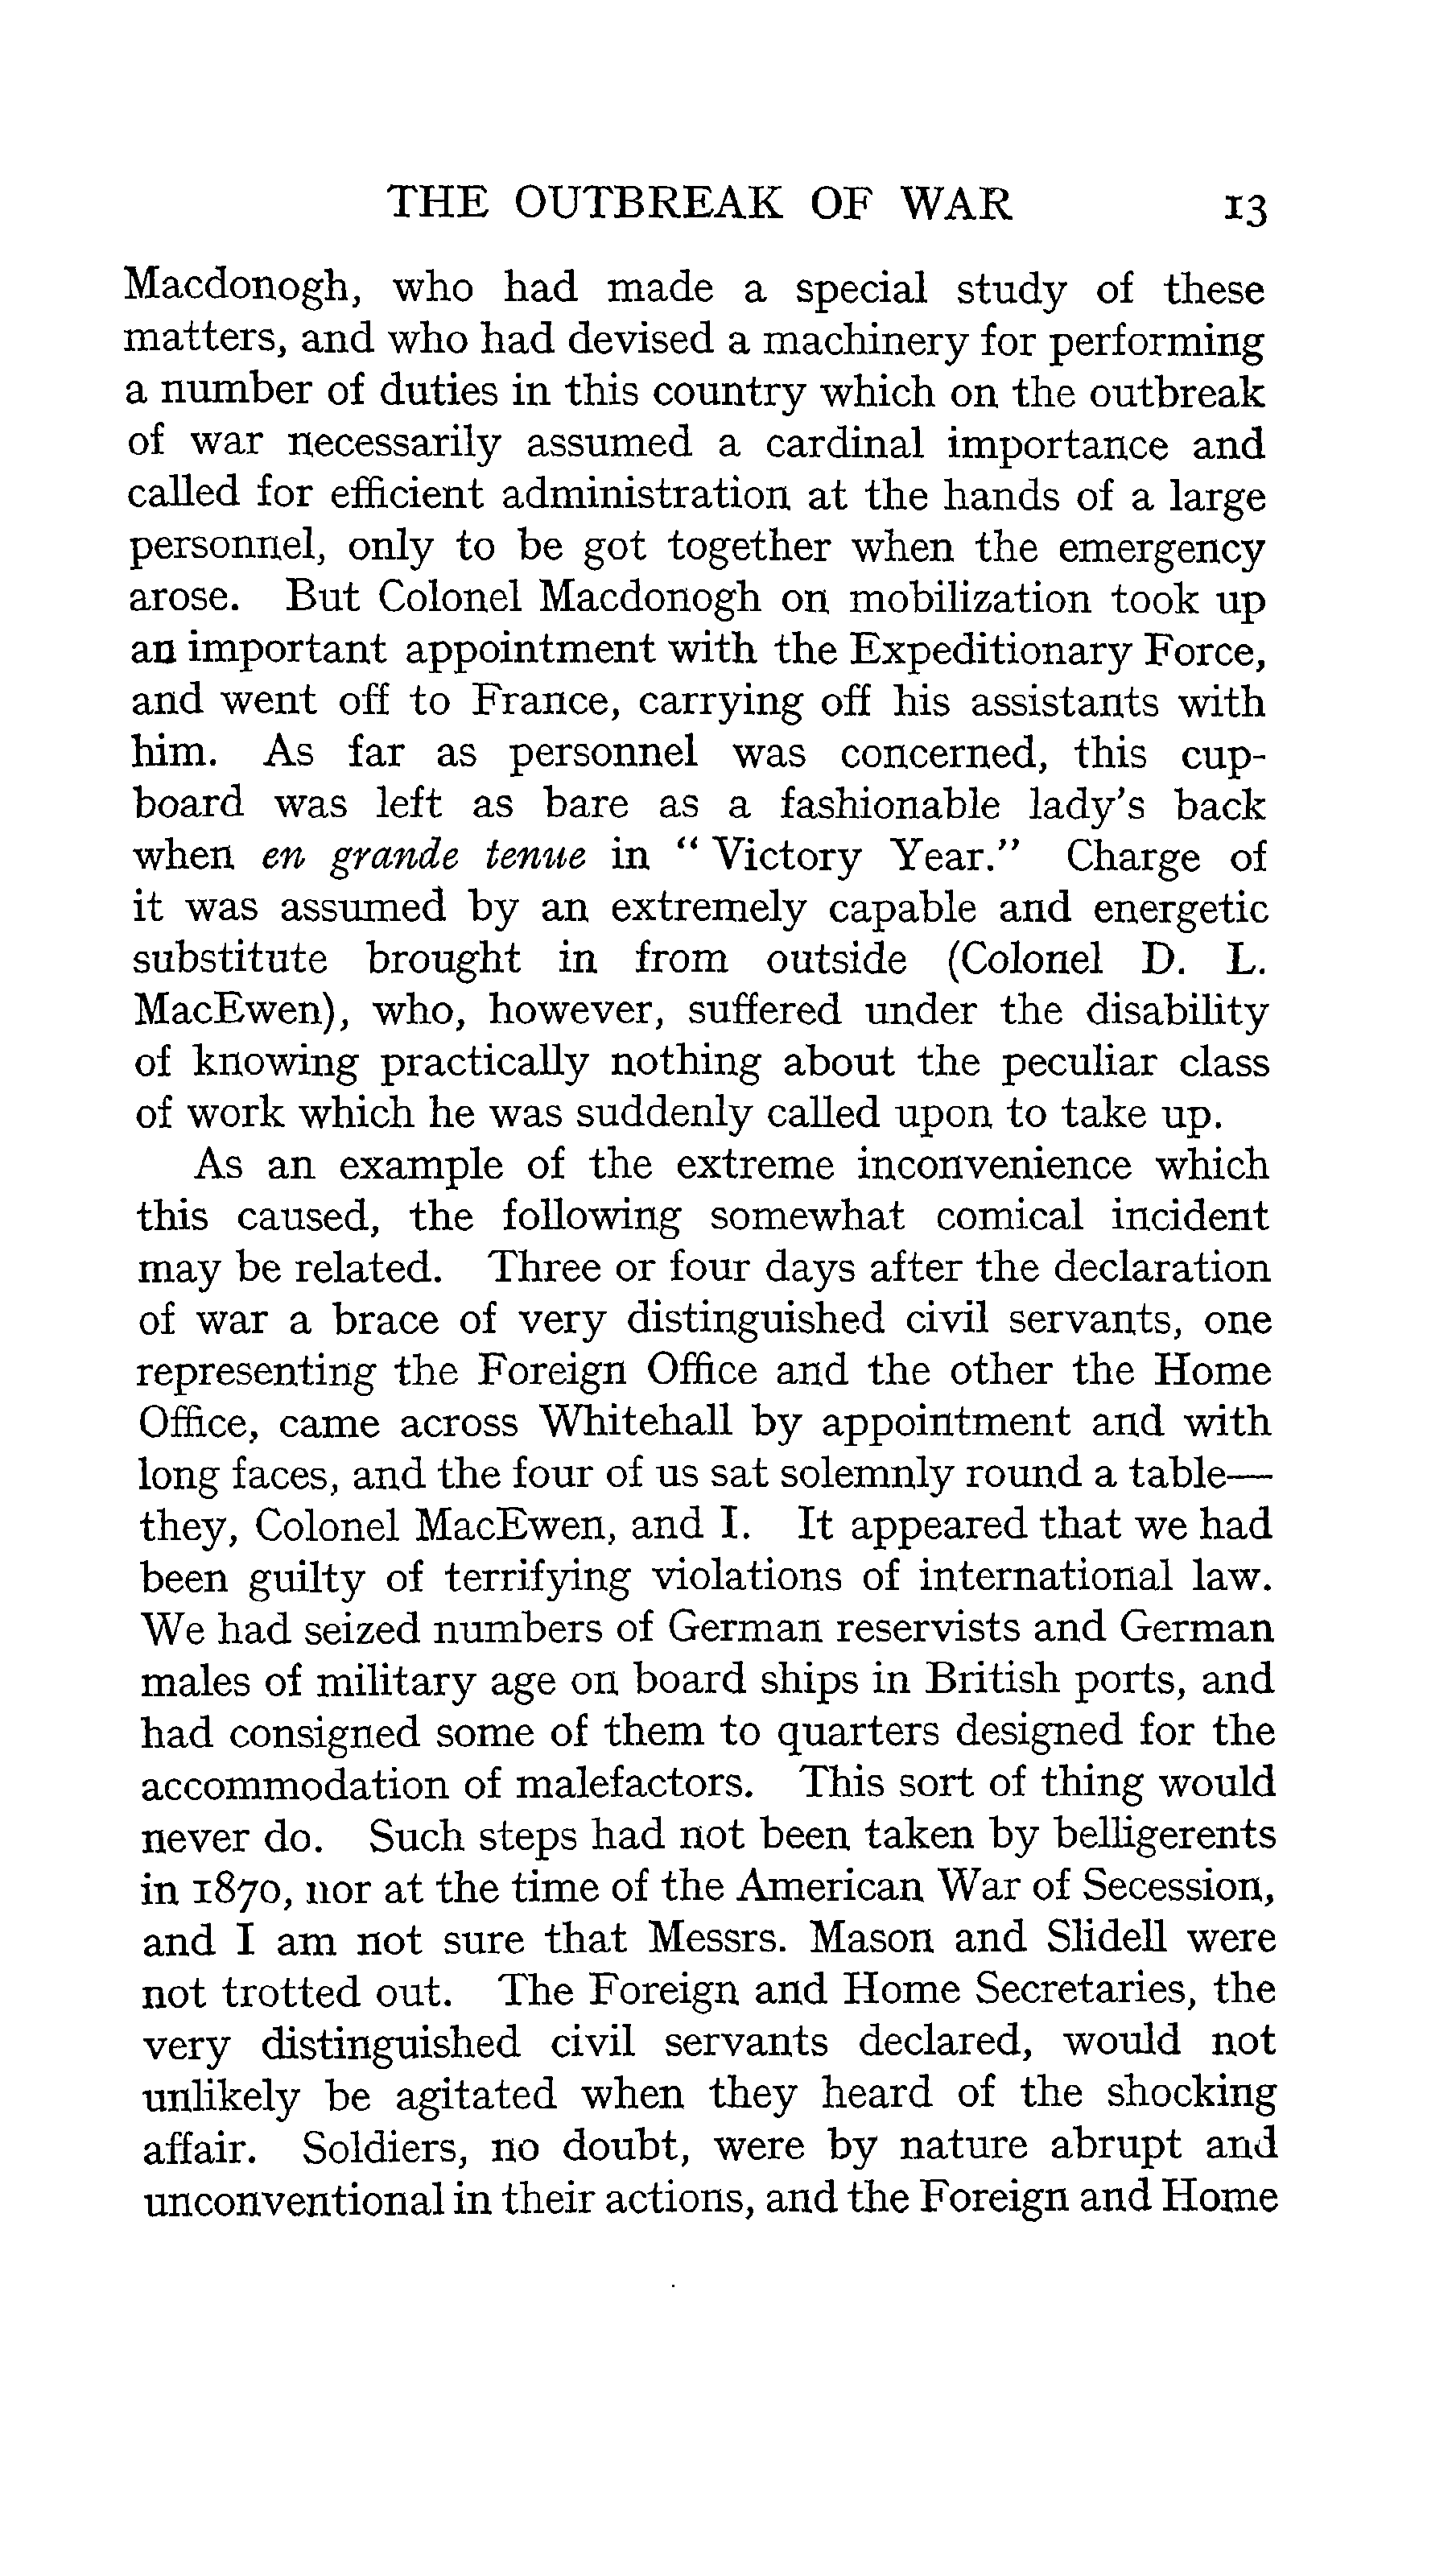 THE OUTBREAK OF WAR 13
Macdonogh, who had made a special study of these
matters, and who had devised a machinery for performing
a number of duties in this country which on the outbreak
of war necessarily assumed a cardinal importance and
called for efficient administration at the hands of a large
personnel, only to be got together when the emergency
arose. But Colonel Macdonogh on mobilization took up
an important appointment with the Expeditionary Force,
and went off to France, carrying off his assistants with
him. As far as personnel was concerned, this cup-
board was left as bare as a fashionable lady's back
when en grande tenue in " Victory Year." Charge of
it was assumed by an extremely capable and energetic
substitute brought in from outside (Colonel D. L.
MacEwen), who, however, suffered under the disability
of knowing practically nothing about the peculiar class
of work which he was suddenly called upon to take up.
As an example of the extreme inconvenience which
this caused, the following somewhat comical incident
may be related. Three or four days after the declaration
of war a brace of very distinguished civil servants, one
representing the Foreign Office and the other the Home
Office, came across Whitehall by appointment and with
long faces, and the four of us sat solemnly round a table—
they, Colonel MacEwen, and I. It appeared that we had
been guilty of terrifying violations of international law.
We had seized numbers of German reservists and German
males of military age on board ships in British ports, and
had consigned some of them to quarters designed for the
accommodation of malefactors. This sort of thing would
never do. Such steps had not been taken by belligerents
in 1870, nor at the time of the American War of Secession,
and I am not sure that Messrs. Mason and Slidell were
not trotted out. The Foreign and Home Secretaries, the
very distinguished civil servants declared, would not
unlikely be agitated when they heard of the shocking
affair. Soldiers, no doubt, were by nature abrupt and
unconventional in their actions, and the Foreign and Home